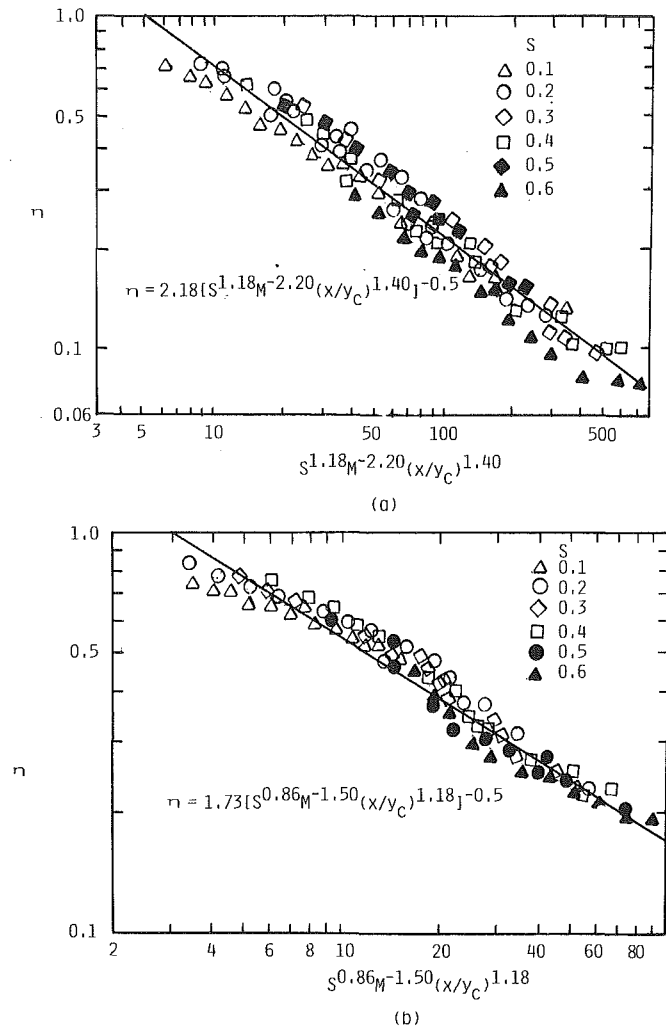 1.0
S
0.1
0.2
0.3
0.4
0.5
0.6
0.5
η
η = 2.18[S^1.18 M^-2.20 (x/y_c)^1.40]^-0.5
0.1
0.06
3 5 10 50 100 500
S^1.18 M^-2.20 (x/y_c)^1.40
(a)
1.0
S
0.1
0.2
0.3
0.4
0.5
0.6
0.5
η
η = 1.73[S^0.86 M^-1.50 (x/y_c)^1.18]^-0.5
0.1
2 4 6 8 10 20 40 60 80
S^0.86 M^-1.50 (x/y_c)^1.18
(b)